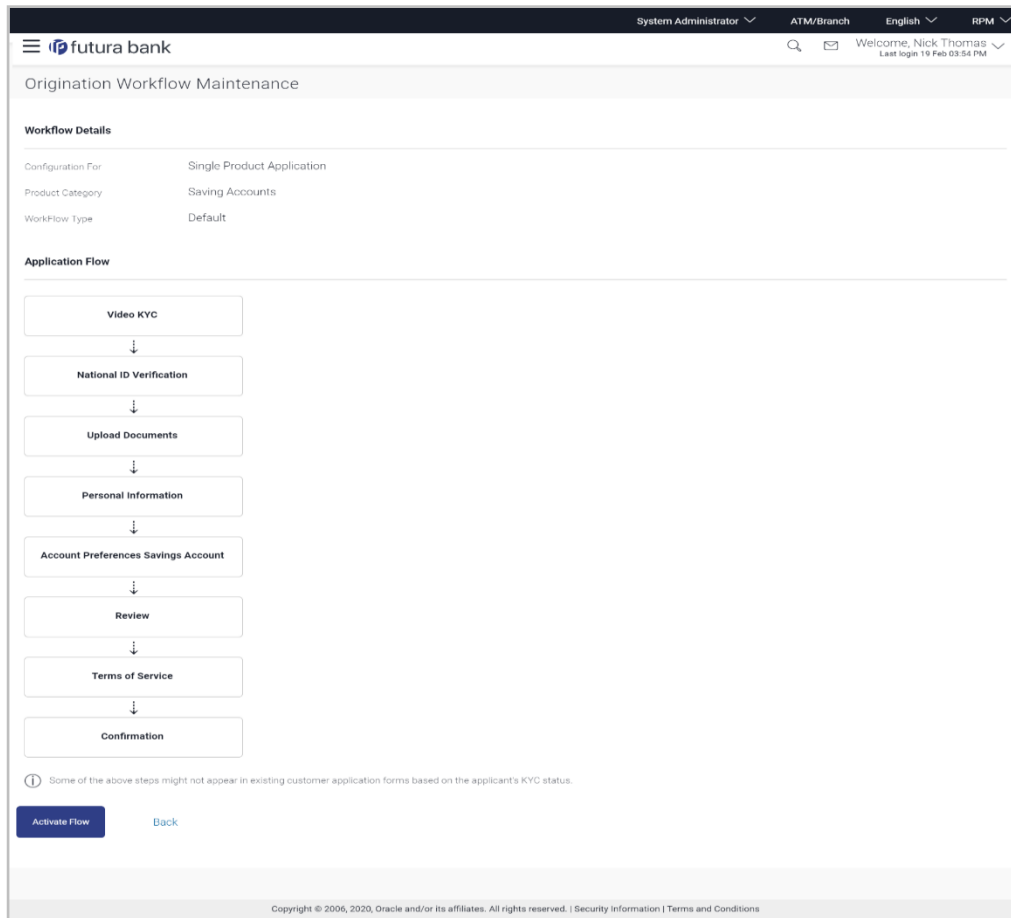 System Administrator ATM/Branch English RPM
futura bank Welcome, Nick Thomas
Last login 19 Feb 03:54 PM
Origination Workflow Maintenance
Workflow Details
Configuration For Single Product Application
Product Category Saving Accounts
WorkFlow Type Default
Application Flow
Video KYC
National ID Verification
Upload Documents
Personal Information
Account Preferences Savings Account
Review
Terms of Service
Confirmation
Some of the above steps might not appear in existing customer application forms based on the applicant's KYC status.
Activate Flow Back
Copyright © 2006, 2020, Oracle and/or its affiliates. All rights reserved. | Security Information | Terms and Conditions